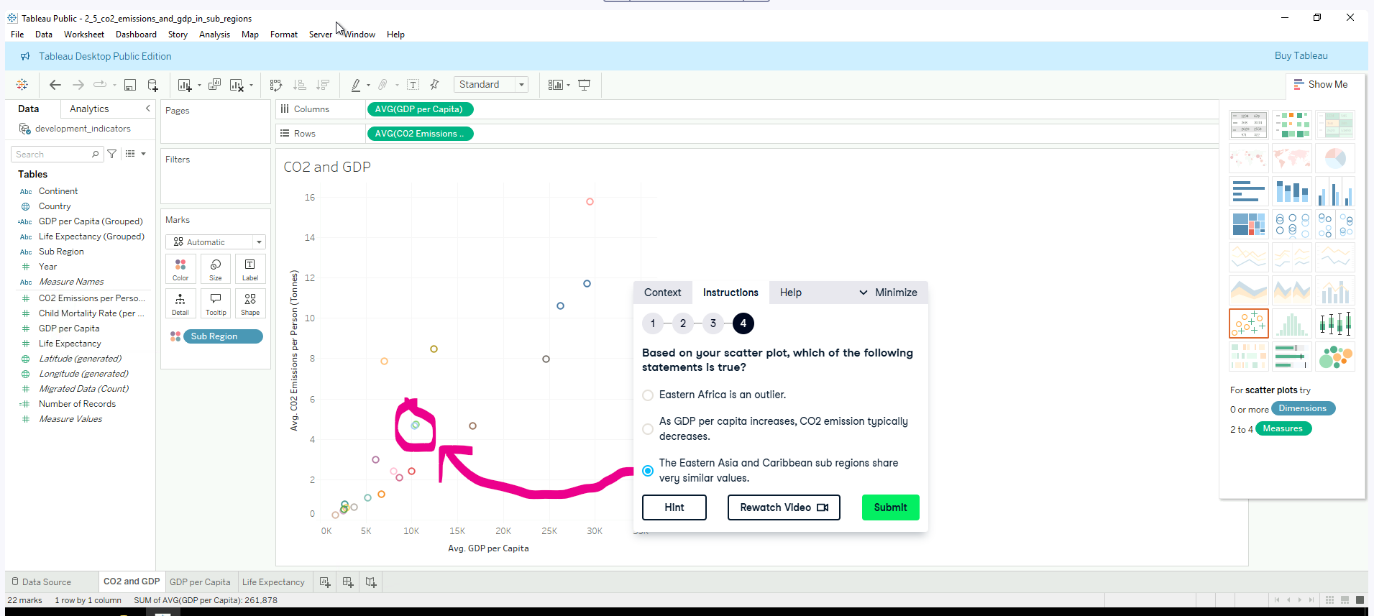 Tableau Public - 2_5_co2_emissions_and_gdp_in_sub_regions
File Data Worksheet Dashboard Story Analysis Map Format Server Window Help
Tableau Desktop Public Edition
Buy Tableau
Standard
Show Me
Data
Analytics
development_indicators
Search
Tables
Abc Continent
Country
Abc GDP per Capita (Grouped)
Abc Life Expectancy (Grouped)
Abc Sub Region
# Year
Abc Measure Names
# CO2 Emissions per Perso...
# Child Mortality Rate (per ...
# GDP per Capita
# Life Expectancy
Latitude (generated)
Longitude (generated)
# Migrated Data (Count)
# Number of Records
# Measure Values
Pages
Filters
Marks
Automatic
Color
Size
Label
Detail
Tooltip
Shape
Sub Region
Columns
AVG(GDP per Capita)
Rows
AVG(CO2 Emissions ..
CO2 and GDP
Avg. CO2 Emissions per Person (Tonnes)
16
14
12
10
8
6
4
2
0
0K 5K 10K 15K 20K 25K 30K
Avg. GDP per Capita
Context
Instructions
Help
Minimize
1 2 3 4
Based on your scatter plot, which of the following
statements is true?
Eastern Africa is an outlier.
As GDP per capita increases, CO2 emission typically
decreases.
The Eastern Asia and Caribbean sub regions share
very similar values.
Hint
Rewatch Video
Submit
For scatter plots try
0 or more Dimensions
2 to 4 Measures
Data Source
CO2 and GDP
GDP per Capita
Life Expectancy
22 marks 1 row by 1 column SUM of AVG(GDP per Capita): 261.878